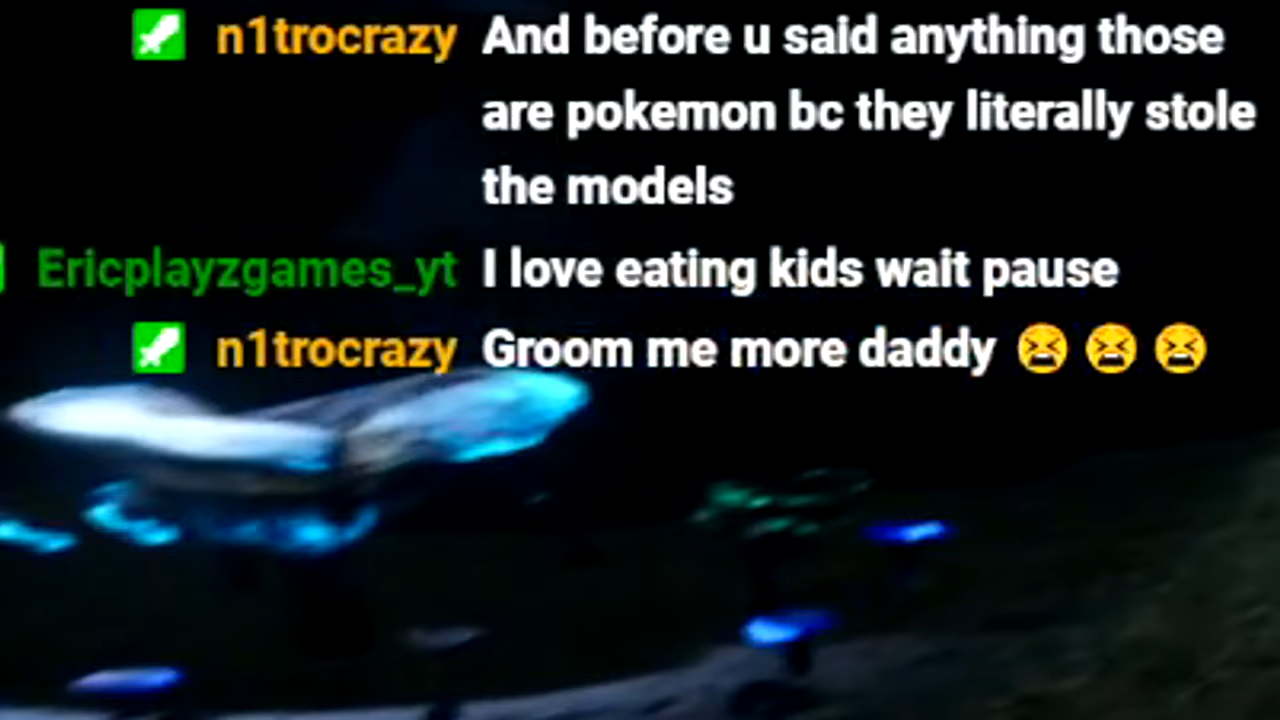 n1trocrazy And before u said anything those
are pokemon bc they literally stole
the models
Ericplayzgames_yt I love eating kids wait pause
n1trocrazy Groom me more daddy 😫 😫 😫